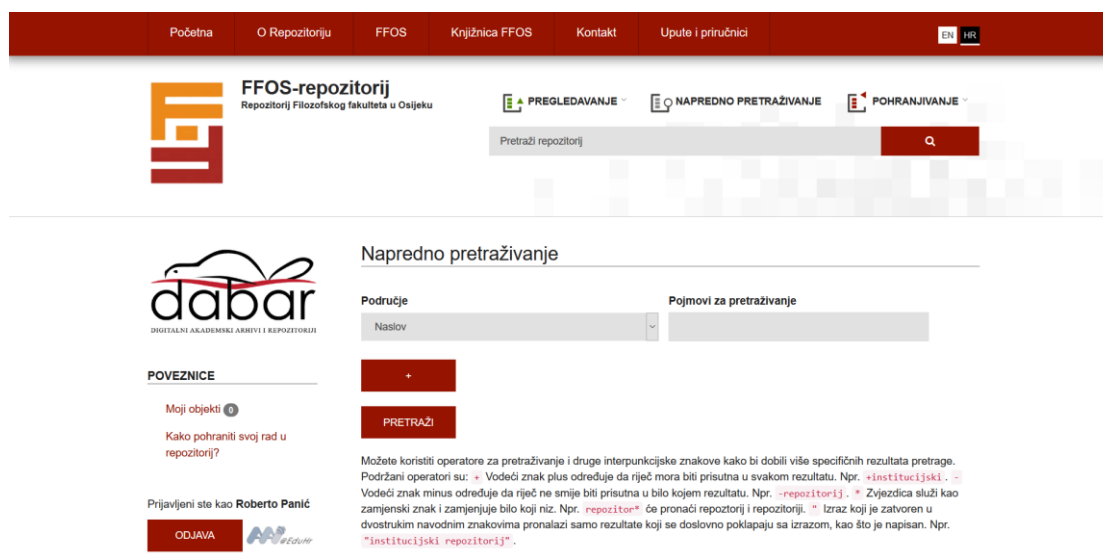 Početna O Repozitoriju FFOS Knjižnica FFOS Kontakt Upute i priručnici EN HR
FFOS-repozitorij
Repozitorij Filozofskog fakulteta u Osijeku
PREGLEDAVANJE NAPREDNO PRETRAŽIVANJE POHRANJIVANJE
Pretraži repozitorij
dabar
DIGITALNI AKADEMSKI ARHIVI I REPOZITORIJI
Napredno pretraživanje
Područje Pojmovi za pretraživanje
Naslov
POVEZNICE
+
Moji objekti 0
PRETRAŽI
Kako pohraniti svoj rad u
repozitorij?
Možete koristiti operatore za pretraživanje i druge interpunkcijske znakove kako bi dobili više specifičnih rezultata pretrage.
Podržani operatori su: + Vodeći znak plus određuje da riječ mora biti prisutna u svakom rezultatu. Npr. +institucijski . -
Vodeći znak minus određuje da riječ ne smije biti prisutna u bilo kojem rezultatu. Npr. -repozitorij . * Zvjezdica služi kao
zamjenski znak i zamjenjuje bilo koji niz. Npr. repozitor* će pronaći repoztorij i repozitoriji. " Izraz koji je zatvoren u
dvostrukim navodnim znakovima pronalazi samo rezultate koji se doslovno poklapaju sa izrazom, kao što je napisan. Npr.
"institucijski repozitorij" .
Prijavljeni ste kao Roberto Panić
ODJAVA AAI@EduHr